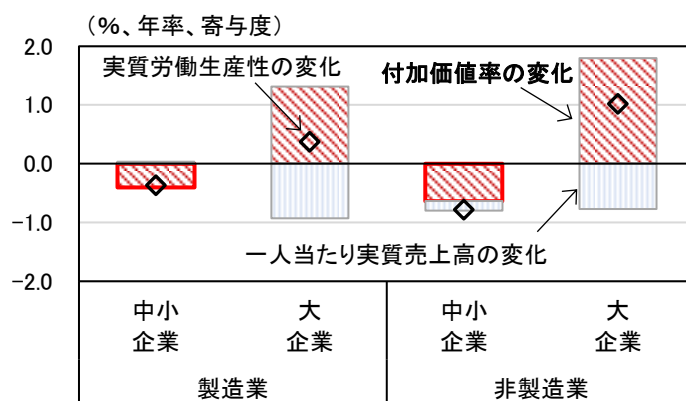 （％、年率、寄与度）
2.0
実質労働生産性の変化
付加価値率の変化
1.0
0.0
-1.0
一人当たり実質売上高の変化
-2.0
中小
企業
大
企業
中小
企業
大
企業
製造業
非製造業